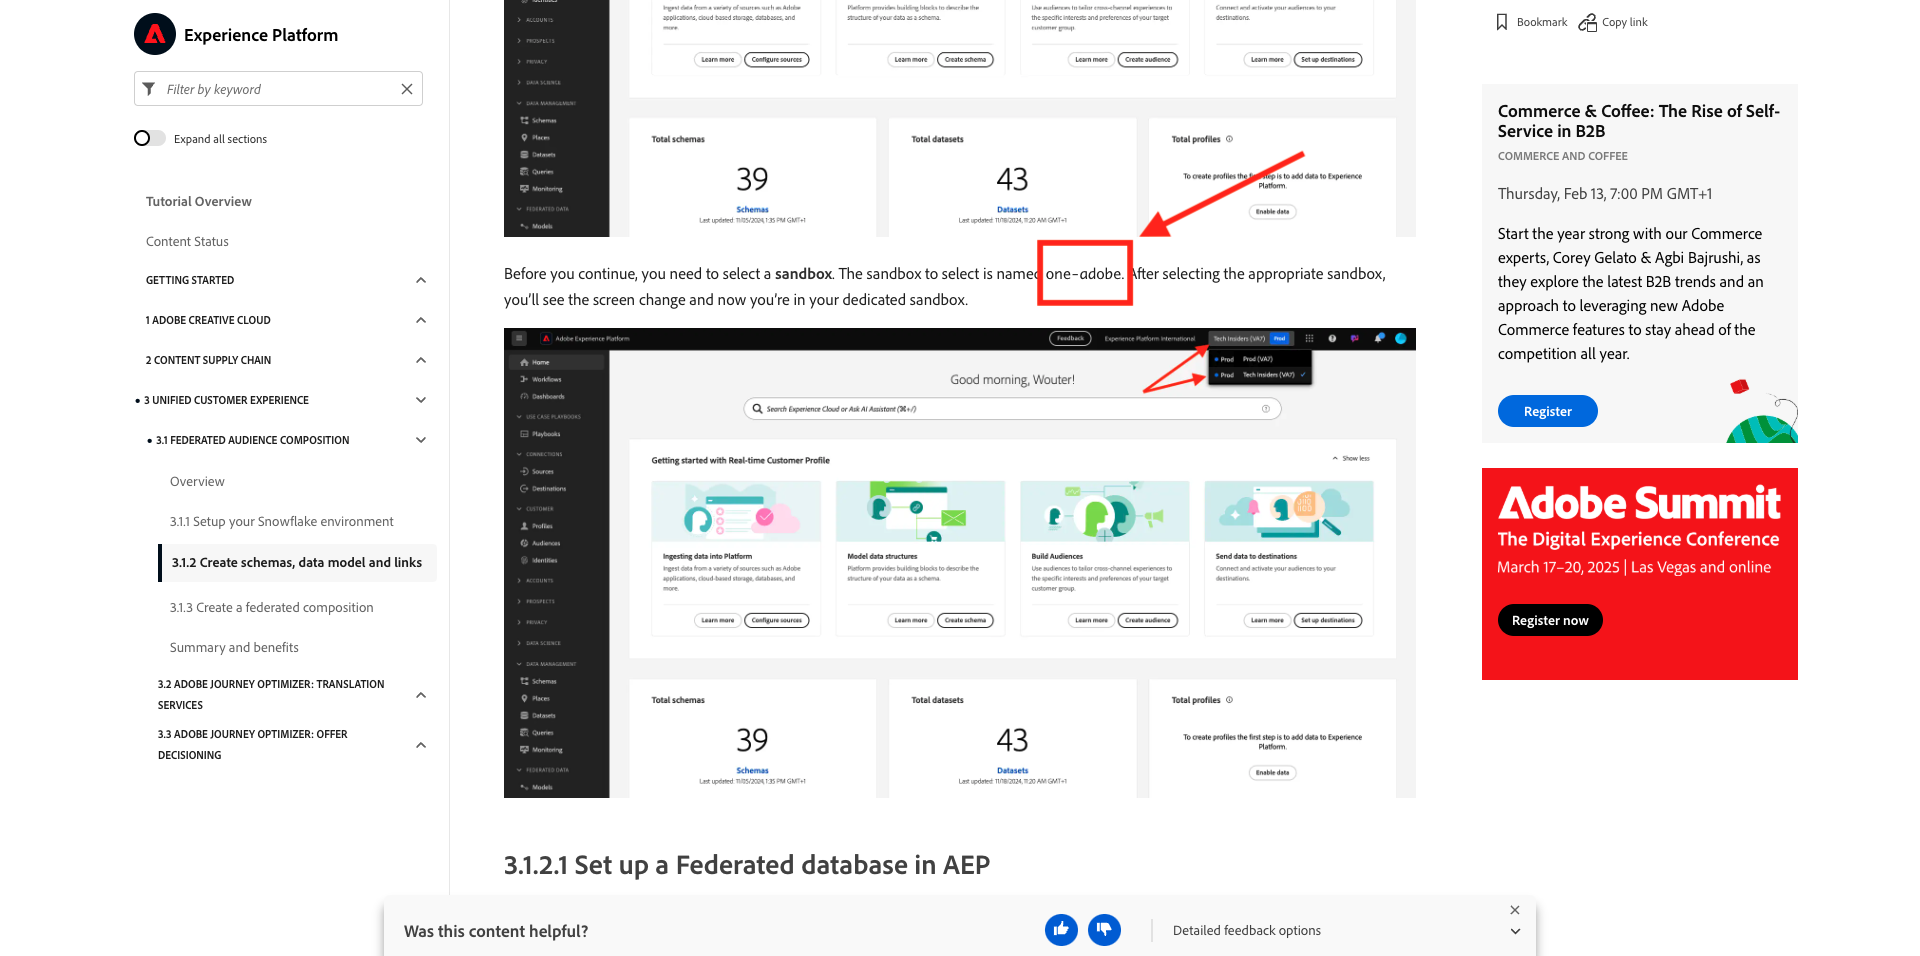 Experience Platform
Filter by keyword
Expand all sections
Tutorial Overview
Content Status
GETTING STARTED
1 ADOBE CREATIVE CLOUD
2 CONTENT SUPPLY CHAIN
3 UNIFIED CUSTOMER EXPERIENCE
3.1 FEDERATED AUDIENCE COMPOSITION
Overview
3.1.1 Setup your Snowflake environment
3.1.2 Create schemas, data model and links
3.1.3 Create a federated composition
Summary and benefits
3.2 ADOBE JOURNEY OPTIMIZER: TRANSLATION
SERVICES
3.3 ADOBE JOURNEY OPTIMIZER: OFFER
DECISIONING
ACCOUNTS
PROSPECTS
PRIVACY
DATA SCIENCE
DATA MANAGEMENT
Schemas
Places
Datasets
Queries
Monitoring
FEDERATED DATA
Models
Ingest data from a variety of sources such as Adobe
applications, cloud-based storage, databases, and
more.
Learn more
Configure sources
Platform provides building blocks to describe the
structure of your data as a schema.
Learn more
Create schema
Use audiences to tailor cross-channel experiences to
the specific interests and preferences of your target
customer group.
Learn more
Create audience
Connect and activate your audiences to your
destinations.
Learn more
Set up destinations
Total schemas
39
Schemas
Last updated: 11/05/2024, 1:35 PM GMT+1
Total datasets
43
Datasets
Last updated: 11/18/2024, 11:20 AM GMT+1
Total profiles
To create profiles the first step is to add data to Experience
Platform.
Enable data
Before you continue, you need to select a sandbox. The sandbox to select is named one-adobe. After selecting the appropriate sandbox,
you'll see the screen change and now you're in your dedicated sandbox.
Adobe Experience Platform
Feedback
Experience Platform International
Tech Insiders (VA7)
Prod
Prod Prod (VA7)
Prod Tech Insiders (VA7)
Home
Workflows
Dashboards
USE CASE PLAYBOOKS
Playbooks
CONNECTIONS
Sources
Destinations
CUSTOMER
Profiles
Audiences
Identities
ACCOUNTS
PROSPECTS
PRIVACY
DATA SCIENCE
DATA MANAGEMENT
Schemas
Places
Datasets
Queries
Monitoring
FEDERATED DATA
Models
Good morning, Wouter!
Search Experience Cloud or Ask AI Assistant (⌘+/)
Getting started with Real-time Customer Profile
Show less
Ingesting data into Platform
Ingest data from a variety of sources such as Adobe
applications, cloud-based storage, databases, and
more.
Learn more
Configure sources
Model data structures
Platform provides building blocks to describe the
structure of your data as a schema.
Learn more
Create schema
Build Audiences
Use audiences to tailor cross-channel experiences to
the specific interests and preferences of your target
customer group.
Learn more
Create audience
Send data to destinations
Connect and activate your audiences to your
destinations.
Learn more
Set up destinations
Total schemas
39
Schemas
Last updated: 11/05/2024, 1:35 PM GMT+1
Total datasets
43
Datasets
Last updated: 11/18/2024, 11:20 AM GMT+1
Total profiles
To create profiles the first step is to add data to Experience
Platform.
Enable data
3.1.2.1 Set up a Federated database in AEP
Was this content helpful?
Detailed feedback options
Bookmark
Copy link
Commerce & Coffee: The Rise of Self-
Service in B2B
COMMERCE AND COFFEE
Thursday, Feb 13, 7:00 PM GMT+1
Start the year strong with our Commerce
experts, Corey Gelato & Agbi Bajrushi, as
they explore the latest B2B trends and an
approach to leveraging new Adobe
Commerce features to stay ahead of the
competition all year.
Register
Adobe Summit
The Digital Experience Conference
March 17–20, 2025 | Las Vegas and online
Register now